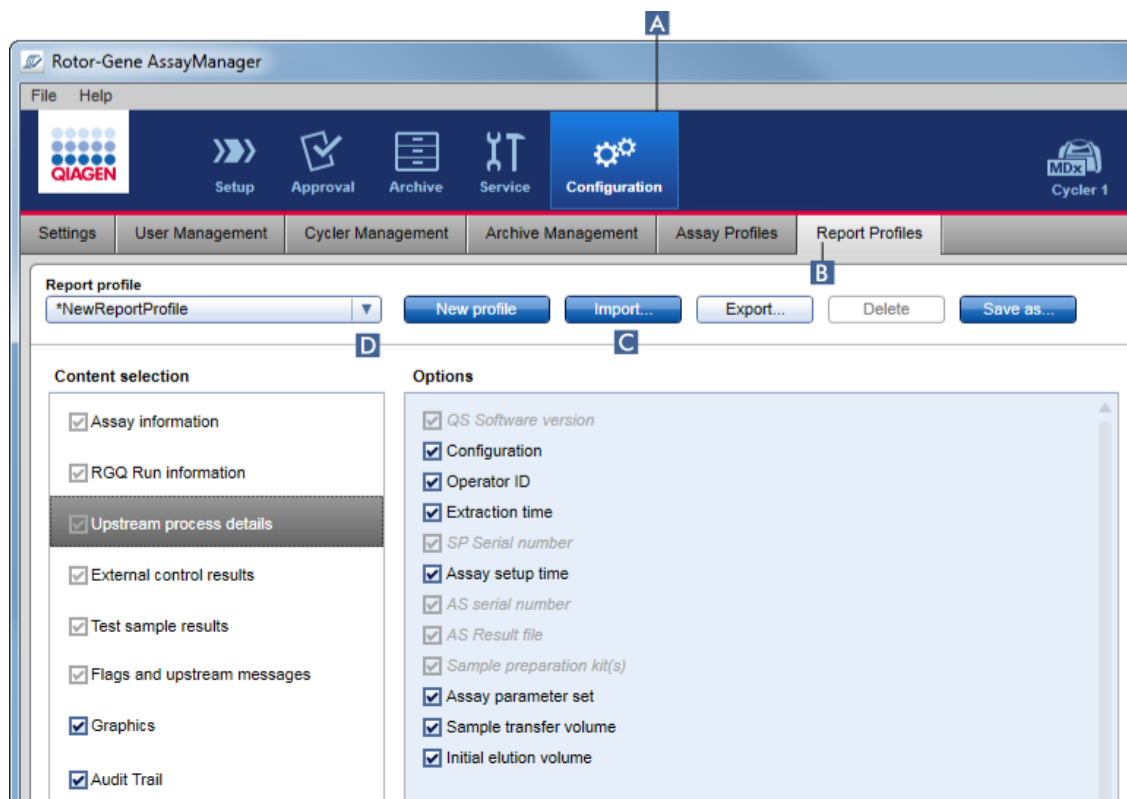 A
Rotor-Gene AssayManager
File Help
QIAGEN
Setup Approval Archive Service Configuration
MDx
Cycler 1
Settings User Management Cycler Management Archive Management Assay Profiles Report Profiles
B
Report profile
*NewReportProfile New profile Import... Export... Delete Save as...
D C
Content selection
Assay information
RGQ Run information
Upstream process details
External control results
Test sample results
Flags and upstream messages
Graphics
Audit Trail
Options
QS Software version
Configuration
Operator ID
Extraction time
SP Serial number
Assay setup time
AS serial number
AS Result file
Sample preparation kit(s)
Assay parameter set
Sample transfer volume
Initial elution volume